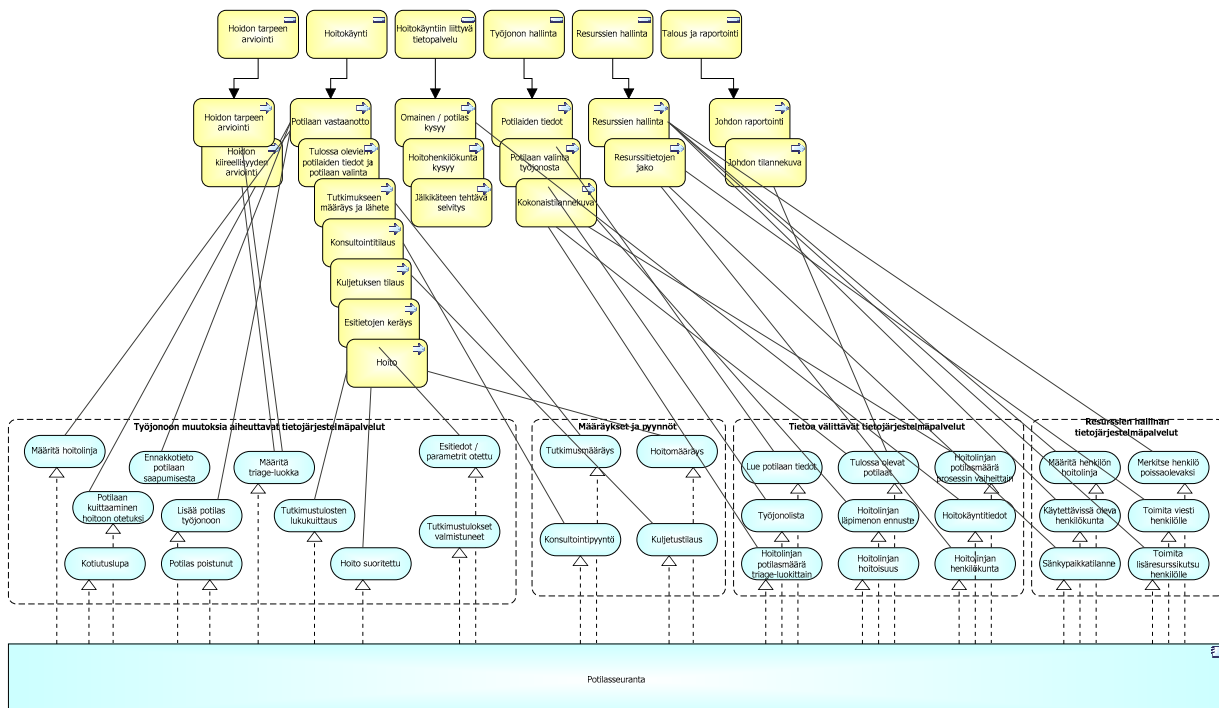 Hoidon tarpeen
arviointi
Hoitokäynti
Hoitokäyntiin liittyvä
tietopalvelu
Työjonon hallinta
Resurssien hallinta
Talous ja raportointi
Hoidon tarpeen
arviointi
Potilaan vastaanotto
Omainen / potilas
kysyy
Potilaiden tiedot
Resurssien hallinta
Johdon raportointi
Hoidon
kiireellisyyden
arviointi
Tulossa olevien
potilaiden tiedot ja
potilaan valinta
Hoitohenkilökunta
kysyy
Potilaan valinta
työjonosta
Resurssitietojen
jako
Johdon tilannekuva
Tutkimukseen
määräys ja lähete
Jälkikäteen tehtävä
selvitys
Kokonaistilannekuva
Konsultointitilaus
Kuljetuksen tilaus
Esitietojen keräys
Hoito
Työjonoon muutoksia aiheuttavat tietojärjestelmäpalvelut
Määritä hoitolinja
Ennakkotieto
potilaan
saapumisesta
Määritä
triage-luokka
Esitiedot /
parametrit otettu
Potilaan
kuittaaminen
hoitoon otetuksi
Lisää potilas
työjonoon
Tutkimustulosten
lukukuittaus
Tutkimustulokset
valmistuneet
Kotiutuslupa
Potilas poistunut
Hoito suoritettu
Määräykset ja pyynnöt
Tutkimusmääräys
Hoitomääräys
Konsultointipyyntö
Kuljetustilaus
Tietoa välittävät tietojärjestelmäpalvelut
Lue potilaan tiedot
Tulossa olevat
potilaat
Hoitolinjan
potilasmäärä
prosessin vaiheittain
Työjonolista
Hoitolinjan
läpimenon ennuste
Hoitokäyntitiedot
Hoitolinjan
potilasmäärä
triage-luokittain
Hoitolinjan
hoitoisuus
Hoitolinjan
henkilökunta
Resurssien hallinan
tietojärjestelmäpalvelut
Määritä henkilön
hoitolinja
Merkitse henkilö
poissaolevaksi
Käytettävissä oleva
henkilökunta
Toimita viesti
henkilölle
Sänkypaikkatilanne
Toimita
lisäresurssikutsu
henkilölle
Potilasseuranta